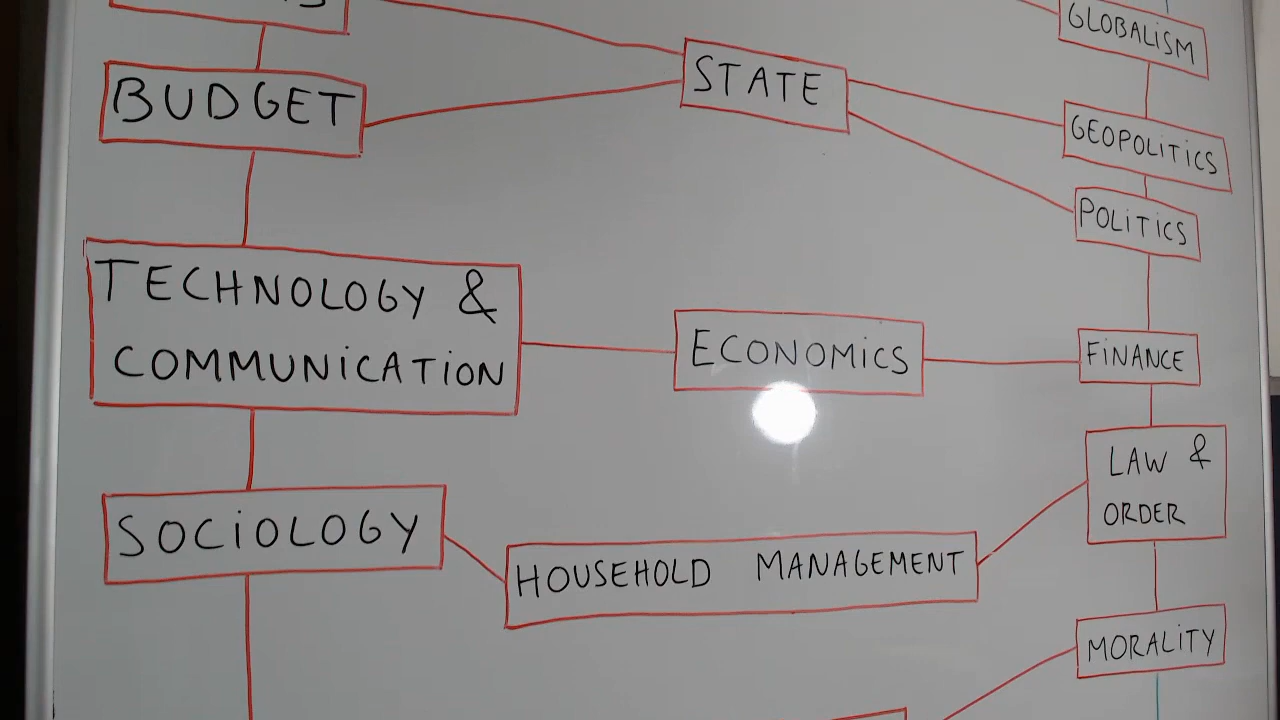 BUDGET
STATE
GLOBALiSM
GEOPOLiTiCS
POLiTiCS
TECHNOLOGY &
COMMUNiCATiON
ECONOMiCS
FiNANCE
LAW &
ORDER
SOCiOLOGY
HOUSEHOLD MANAGEMENT
MORALiTY